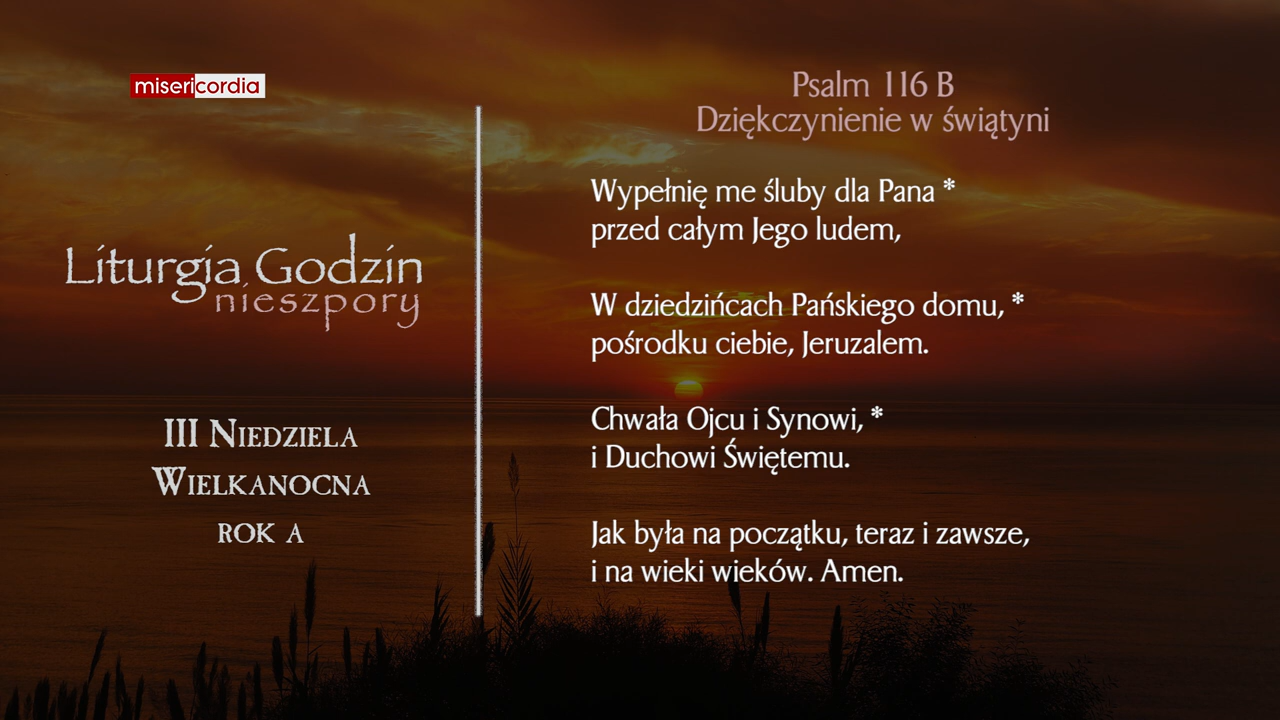 misericordia
Liturgia Godzin
nieszpory
III Niedziela
Wielkanocna
rok A
Psalm 116 B
Dziękczynienie w świątyni
Wypełnię me śluby dla Pana *
przed całym Jego ludem,
W dziedzińcach Pańskiego domu, *
pośrodku ciebie, Jeruzalem.
Chwała Ojcu i Synowi, *
i Duchowi Świętemu.
Jak była na początku, teraz i zawsze,
i na wieki wieków. Amen.